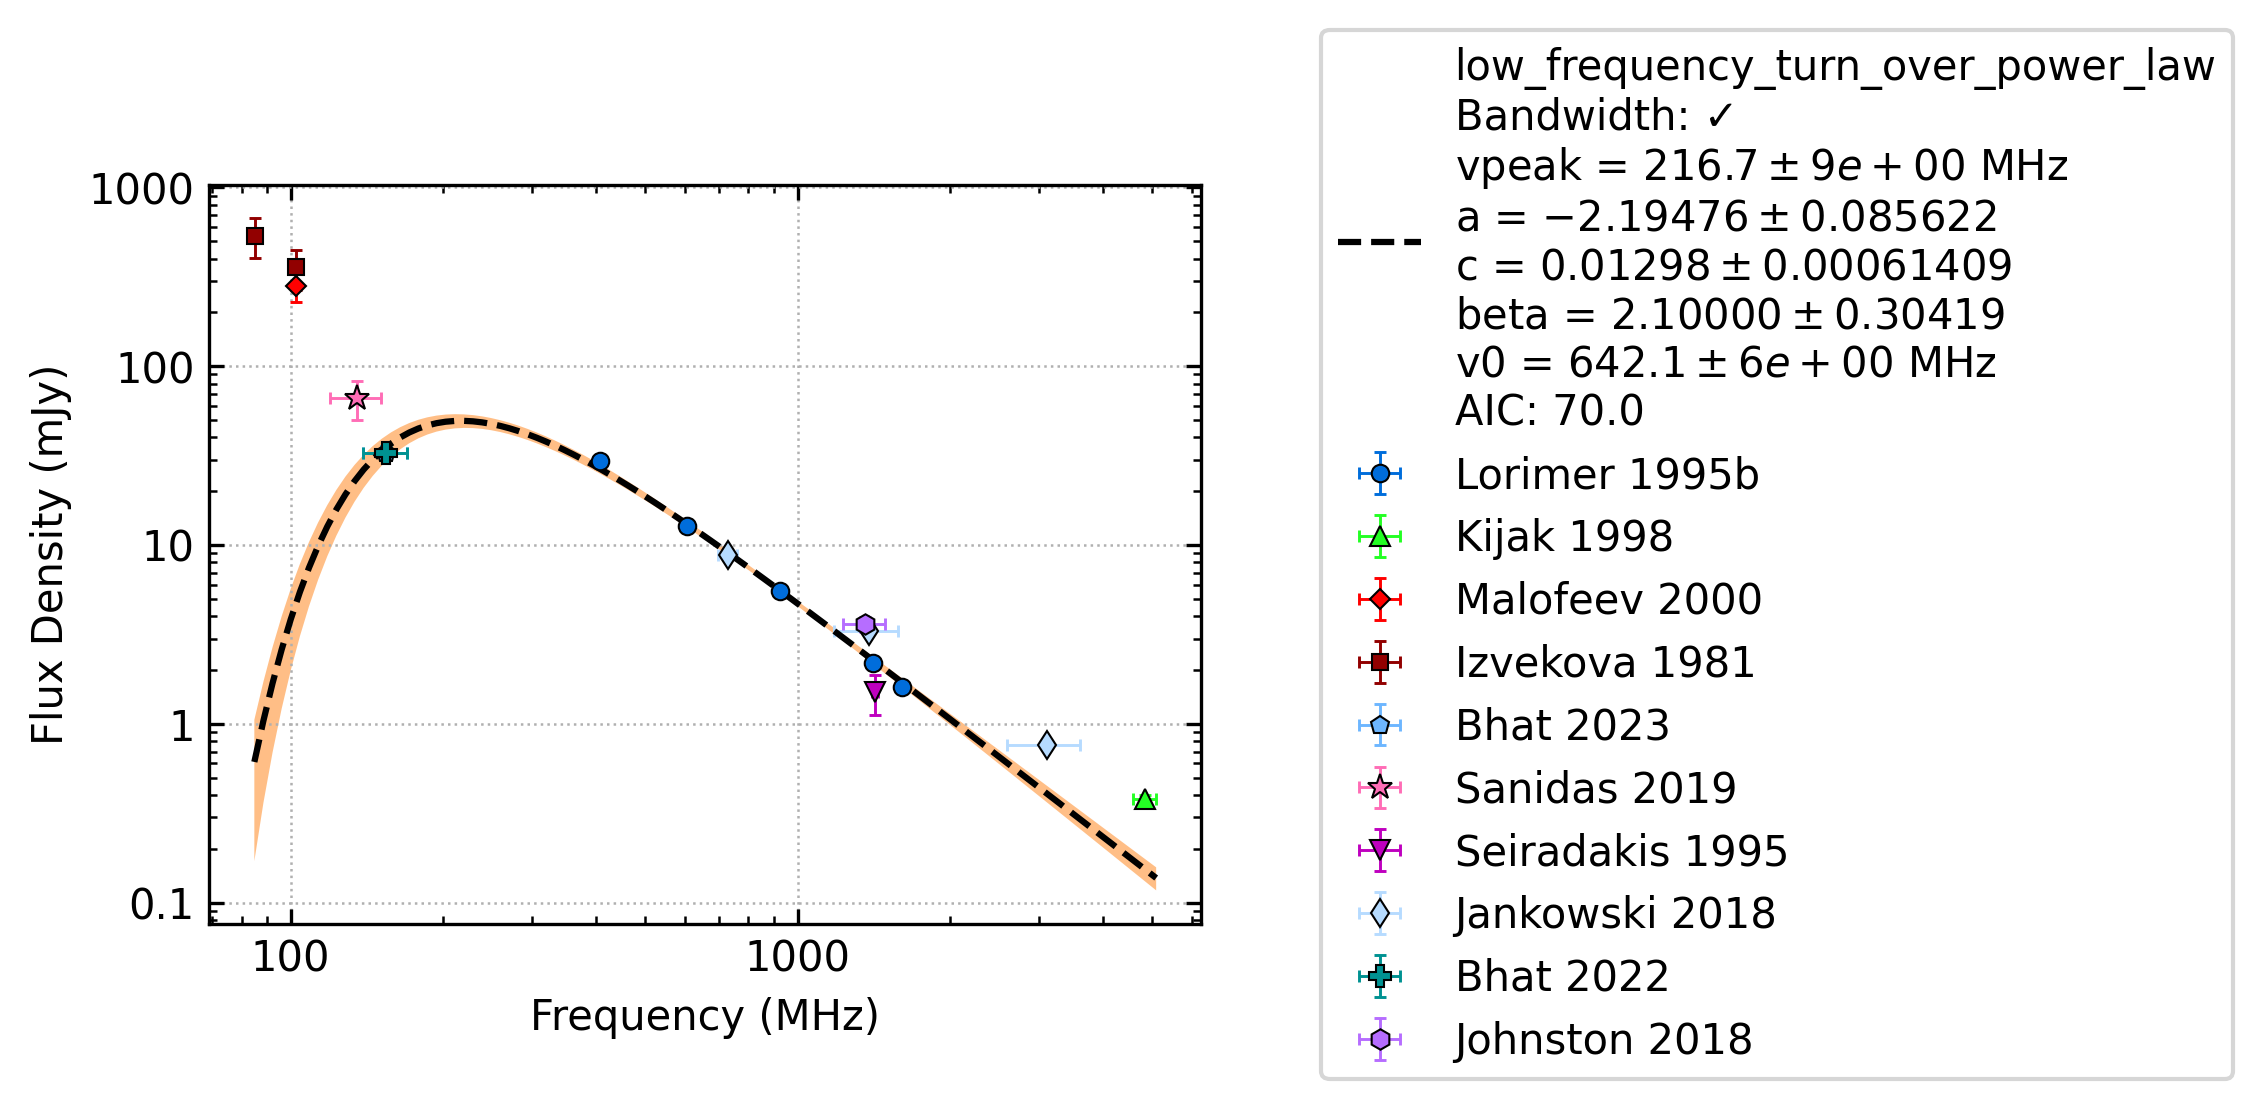 1000
100
10
1
0.1
Flux Density (mJy)
100
1000
Frequency (MHz)
low_frequency_turn_over_power_law
Bandwidth: ✓
vpeak = 216.7 ± 9e + 00 MHz
a = −2.19476 ± 0.085622
c = 0.01298 ± 0.00061409
beta = 2.10000 ± 0.30419
v0 = 642.1 ± 6e + 00 MHz
AIC: 70.0
Lorimer 1995b
Kijak 1998
Malofeev 2000
Izvekova 1981
Bhat 2023
Sanidas 2019
Seiradakis 1995
Jankowski 2018
Bhat 2022
Johnston 2018